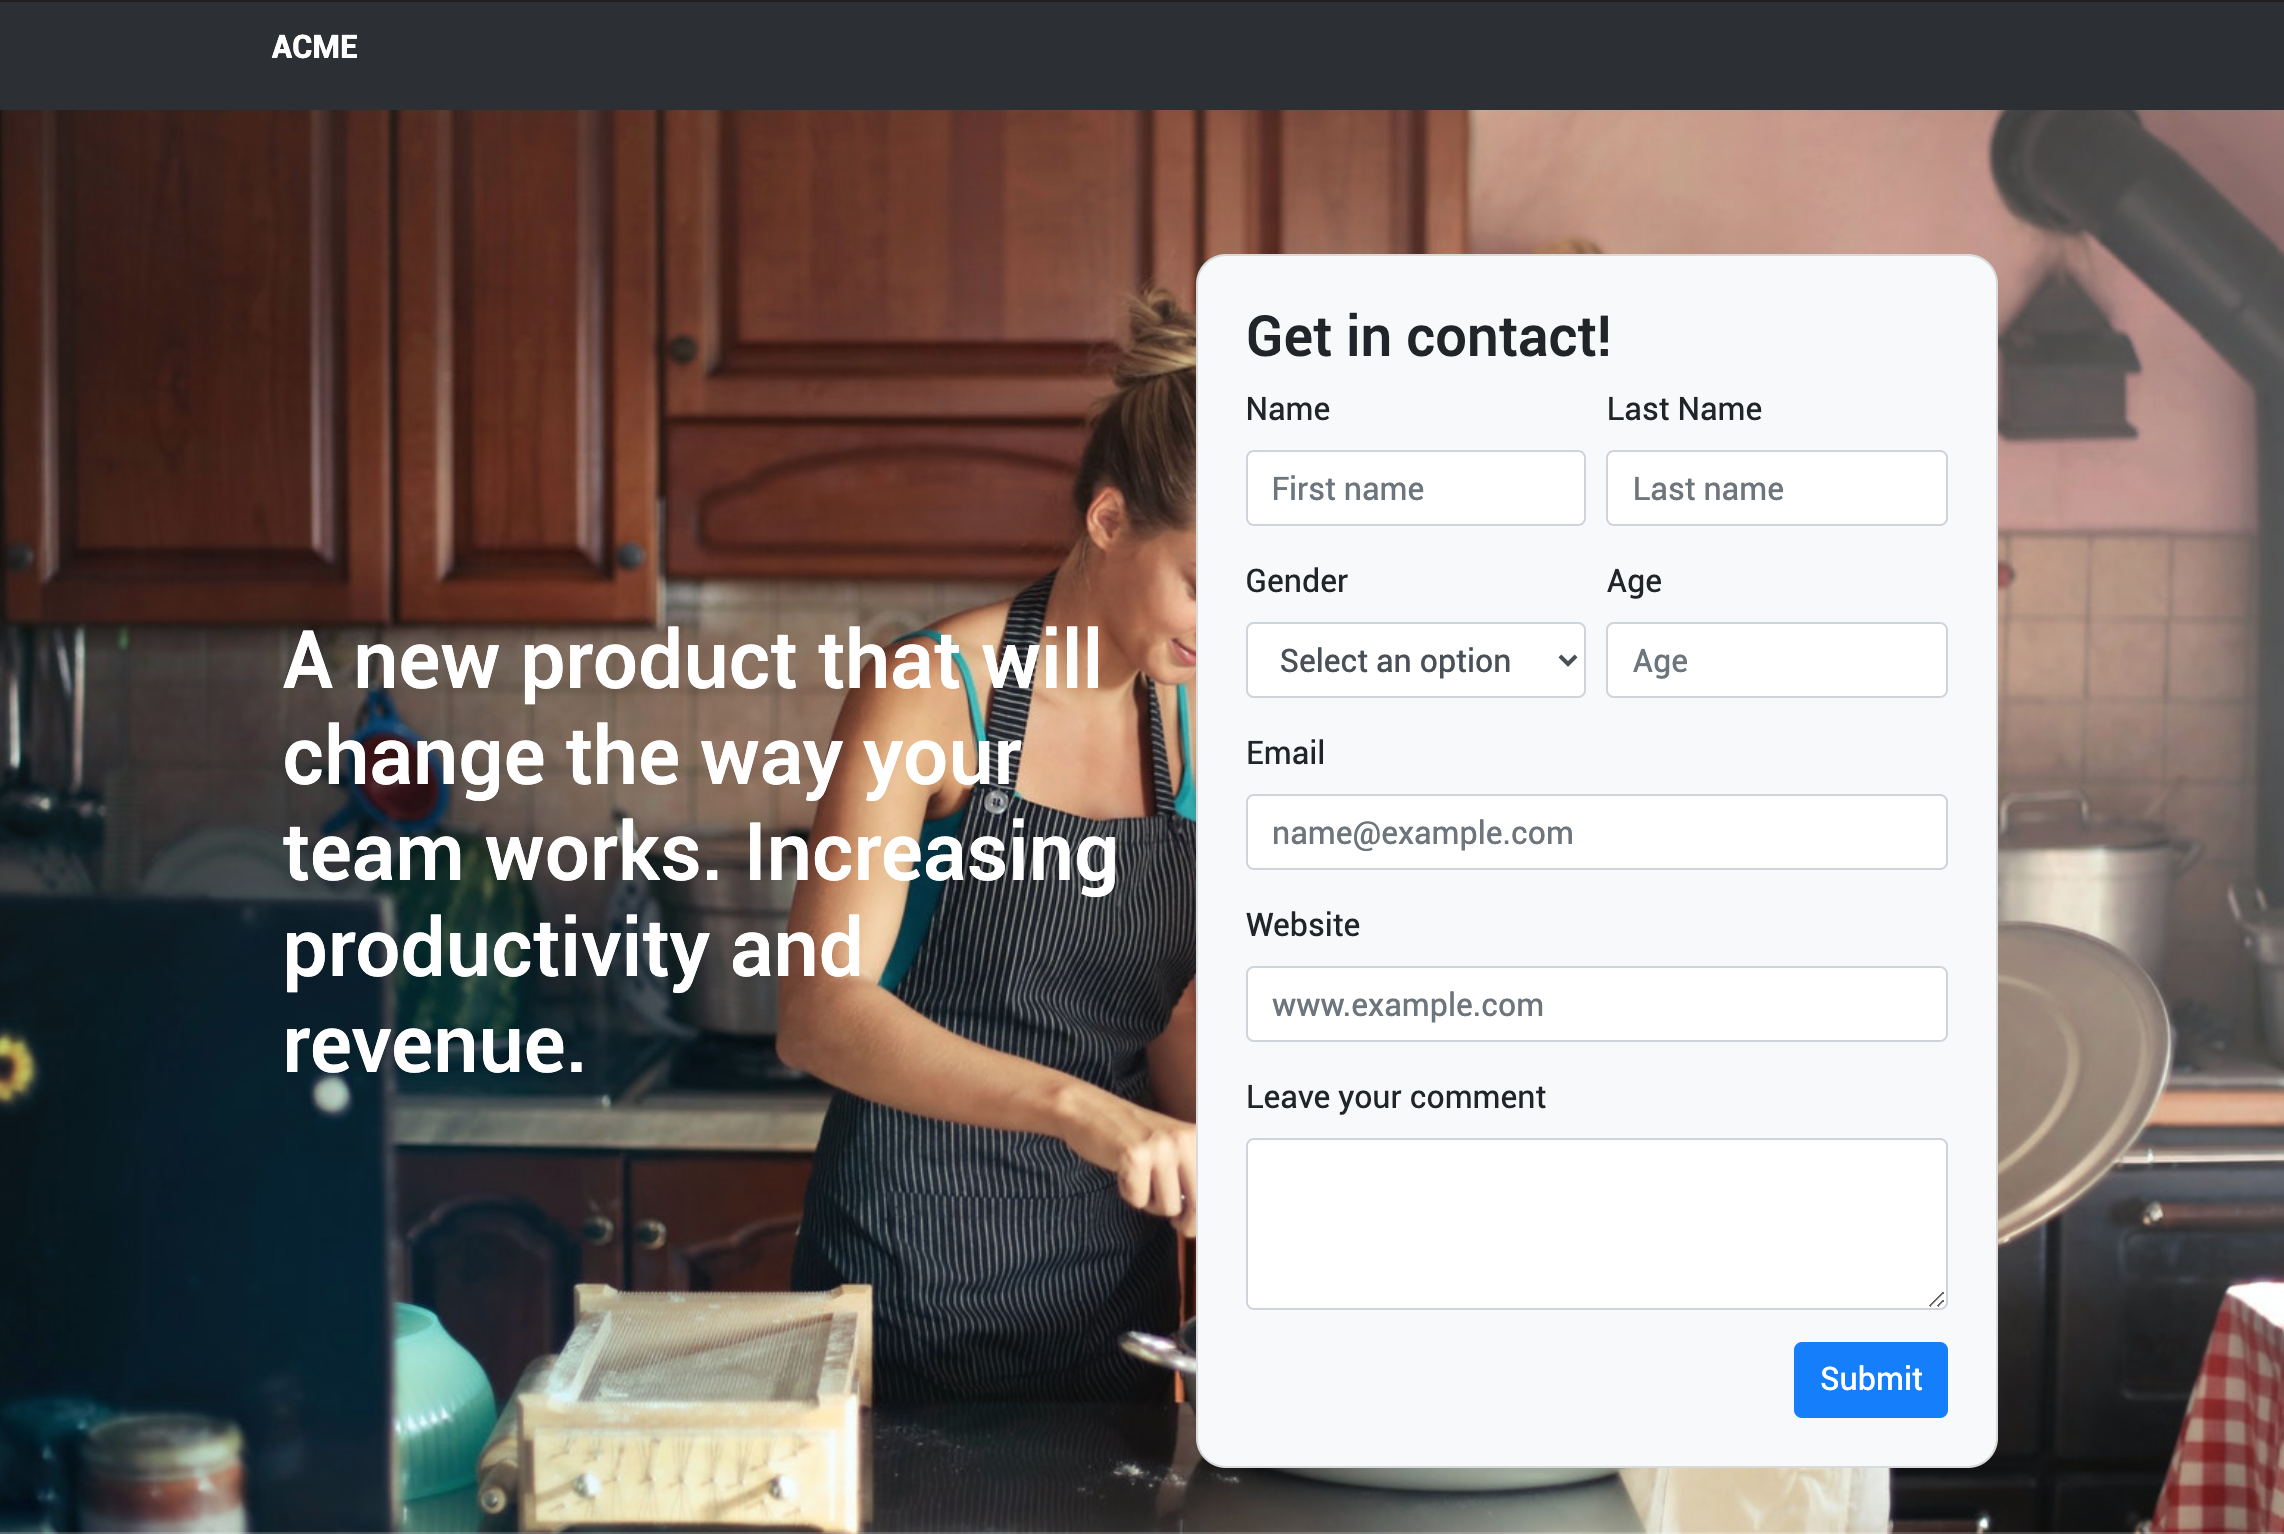 ACME
A new product that will
change the way your
team works. Increasing
productivity and
revenue.
Get in contact!
Name Last Name
First name Last name
Gender Age
Select an option Age
Email
name@example.com
Website
www.example.com
Leave your comment
Submit